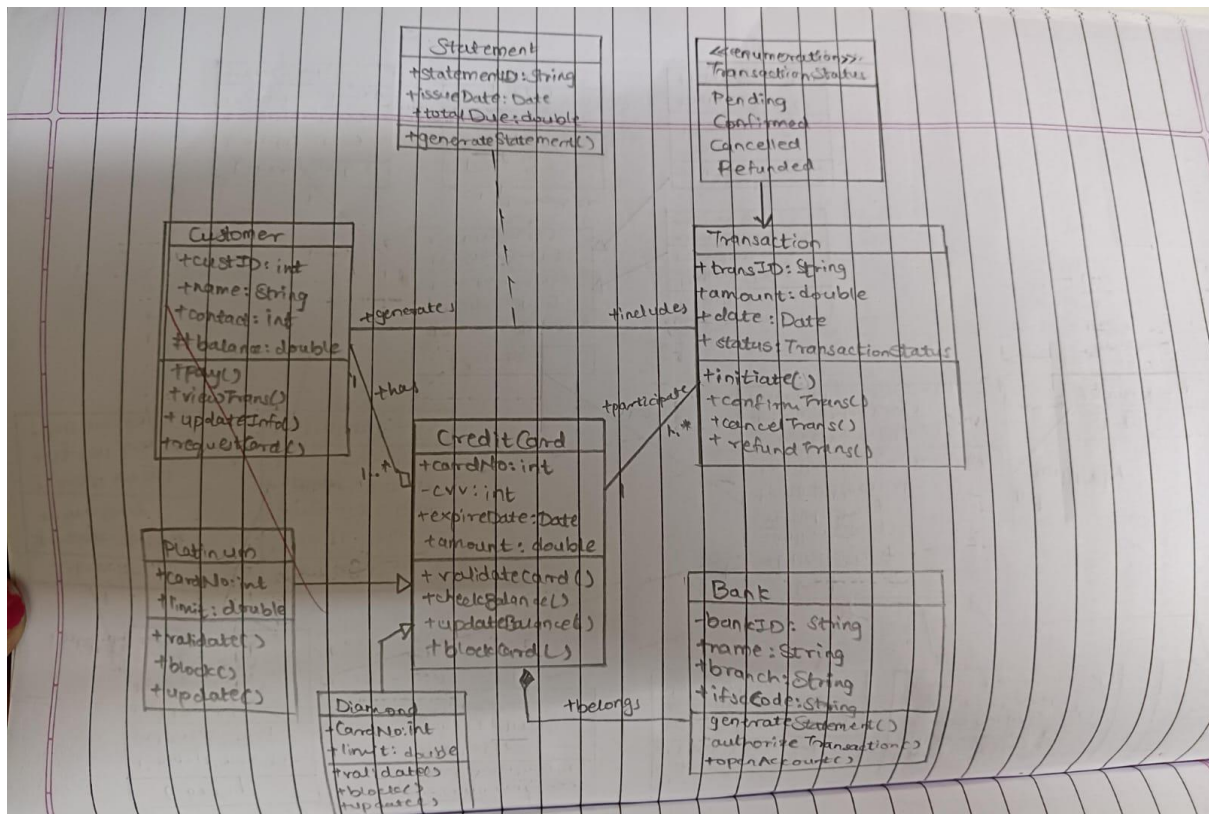 Statement
+statementID: String
+issueDate: Date
+totalDue: double
+generateStatement()
<<enumeration>>
TransactionStatus
Pending
Confirmed
Cancelled
Refunded
Customer
+custID: int
+name: String
+contact: int
#+balance: double
+pay()
+viewTrans()
+updateInfo()
+requestCard()
+generates
+includes
Transaction
+transID: String
+amount: double
+date: Date
+status: TransactionStatus
+initiate()
+confirmTrans()
+cancelTrans()
+refundTrans()
1
+has
1..*
+participate
1..*
1
CreditCard
+cardNo: int
-cvv: int
+expireDate: Date
+amount: double
+validateCard()
+checkBalance()
+updateBalance()
+blockCard()
Platinum
+cardNo: int
+limit: double
+validate()
+block()
+update()
Diamond
+CardNo: int
+limit: double
+validate()
+block()
+update()
+belongs
Bank
-bankID: String
+name: String
+branch: String
+ifscCode: String
generateStatement()
authorizeTransaction()
+openAccount()